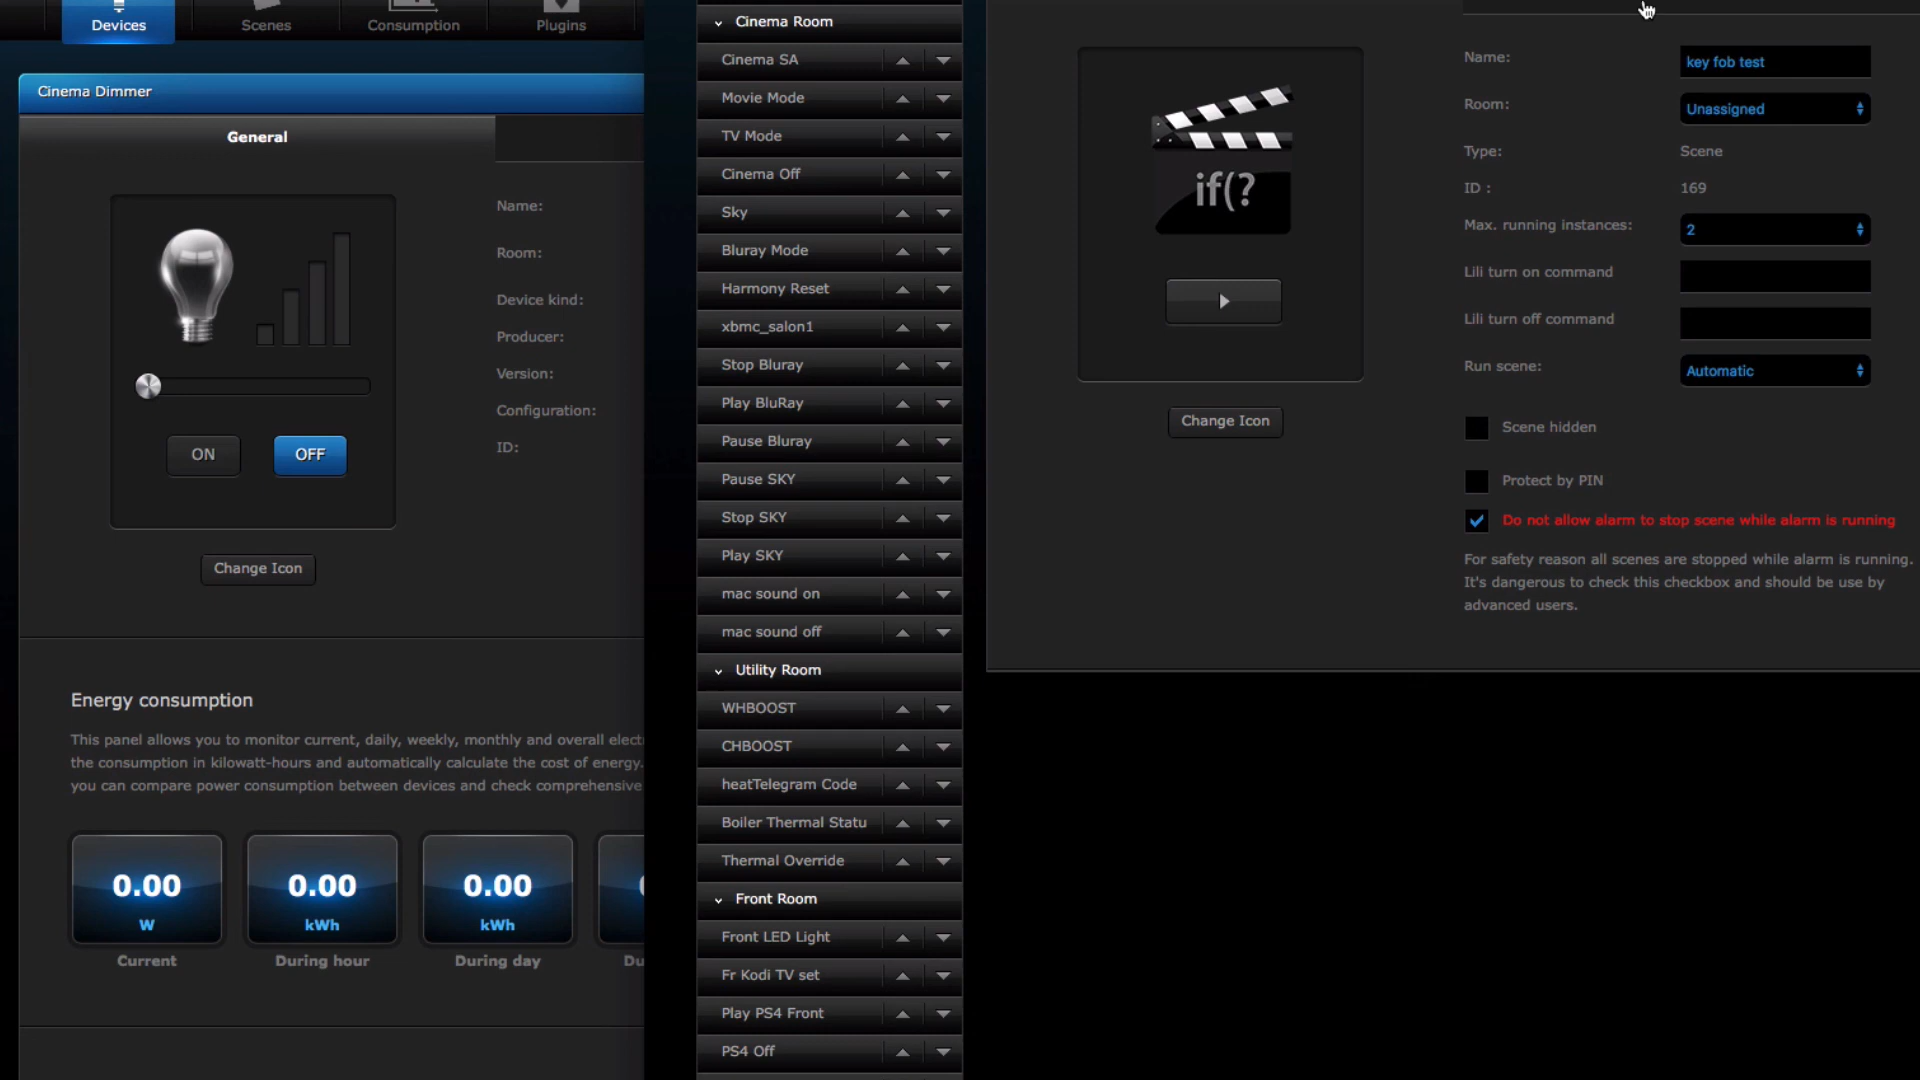 Devices
Scenes
Consumption
Plugins
Cinema Dimmer
General
Name:
Room:
Device kind:
Producer:
Version:
Configuration:
ID:
ON
OFF
Change Icon
Energy consumption
This panel allows you to monitor current, daily, weekly, monthly and overall elect
the consumption in kilowatt-hours and automatically calculate the cost of energy.
you can compare power consumption between devices and check comprehensive
0.00
W
Current
0.00
kWh
During hour
0.00
kWh
During day
Du
Cinema Room
Cinema SA
Movie Mode
TV Mode
Cinema Off
Sky
Bluray Mode
Harmony Reset
xbmc_salon1
Stop Bluray
Play BluRay
Pause Bluray
Pause SKY
Stop SKY
Play SKY
mac sound on
mac sound off
Utility Room
WHBOOST
CHBOOST
heatTelegram Code
Boiler Thermal Statu
Thermal Override
Front Room
Front LED Light
Fr Kodi TV set
Play PS4 Front
PS4 Off
if(?
Change Icon
Name: key fob test
Room: Unassigned
Type: Scene
ID : 169
Max. running instances: 2
Lili turn on command
Lili turn off command
Run scene: Automatic
Scene hidden
Protect by PIN
Do not allow alarm to stop scene while alarm is running
For safety reason all scenes are stopped while alarm is running.
It's dangerous to check this checkbox and should be use by
advanced users.